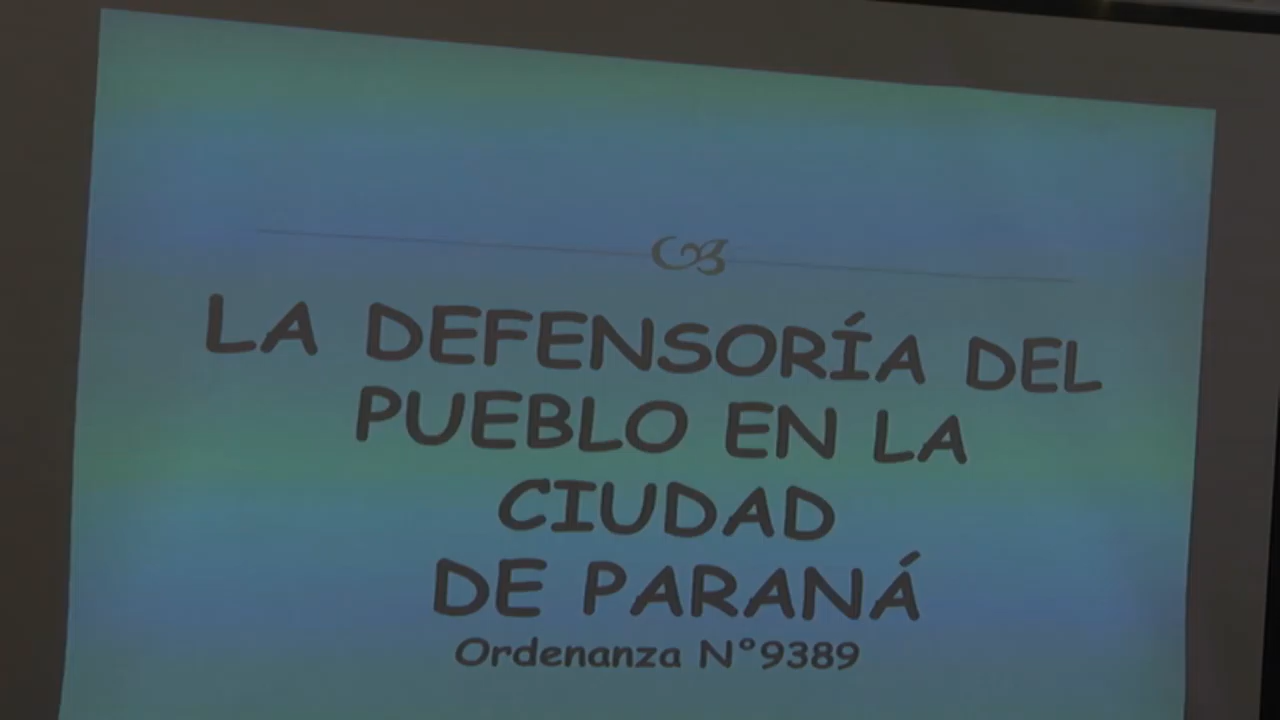 LA DEFENSORÍA DEL
PUEBLO EN LA
CIUDAD
DE PARANÁ
Ordenanza N°9389